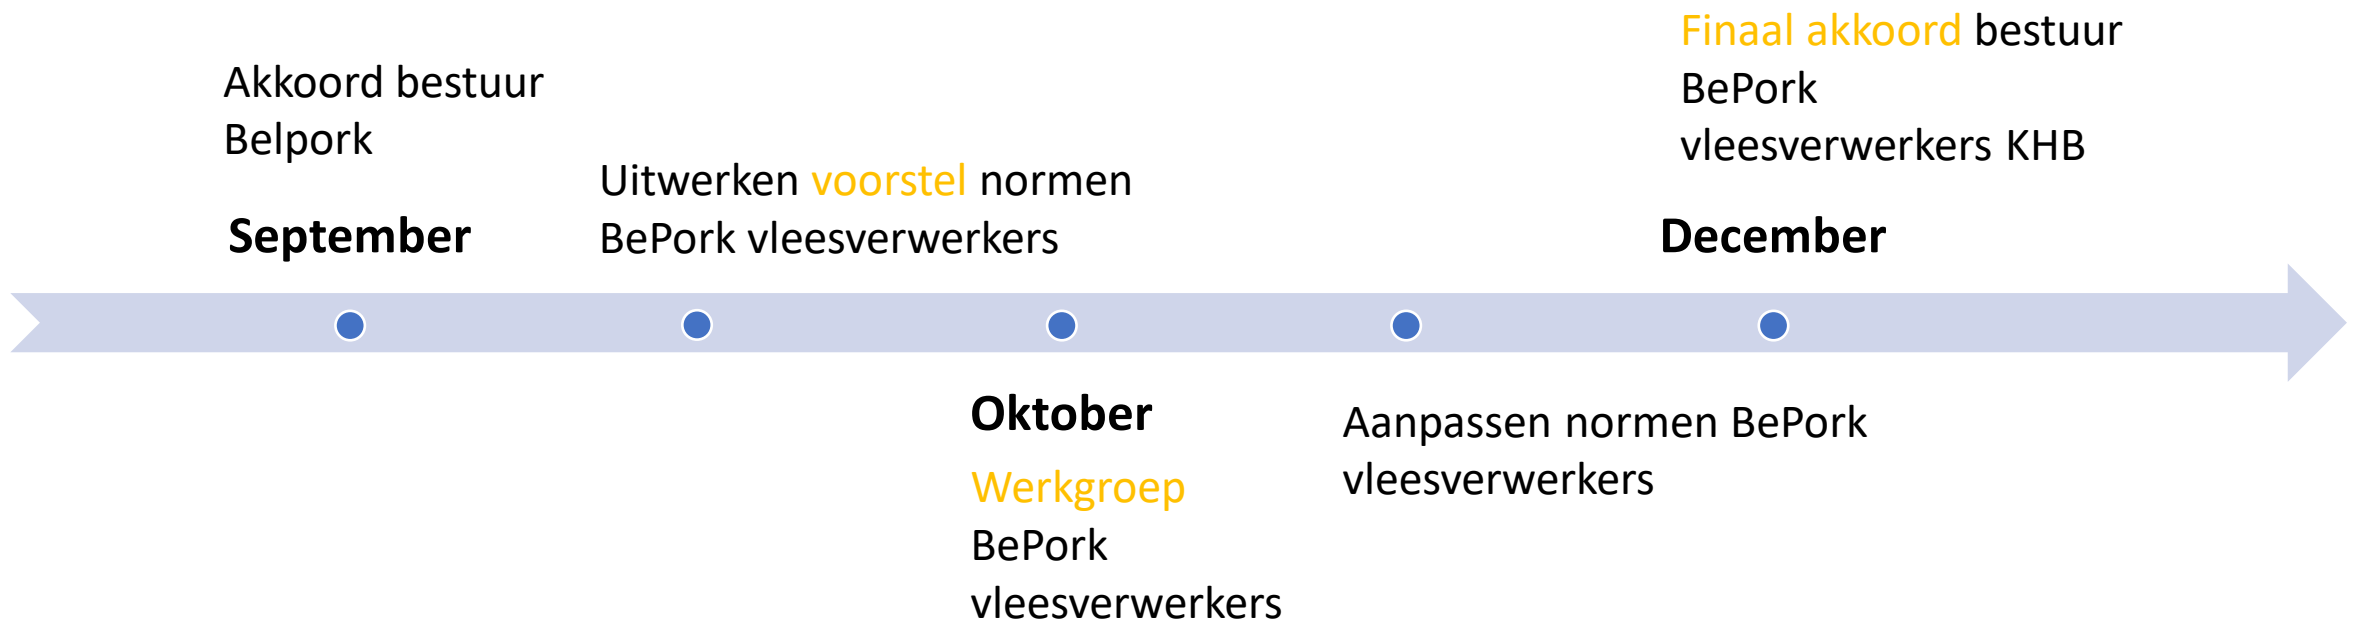 Akkoord bestuur
Belpork
September
Uitwerken voorstel normen
BePork vleesverwerkers
Oktober
Werkgroep
BePork
vleesverwerkers
Aanpassen normen BePork
vleesverwerkers
Finaal akkoord bestuur
BePork
vleesverwerkers KHB
December